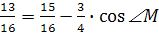 13/16 = 15/16 − 3/4 · cos ∠M